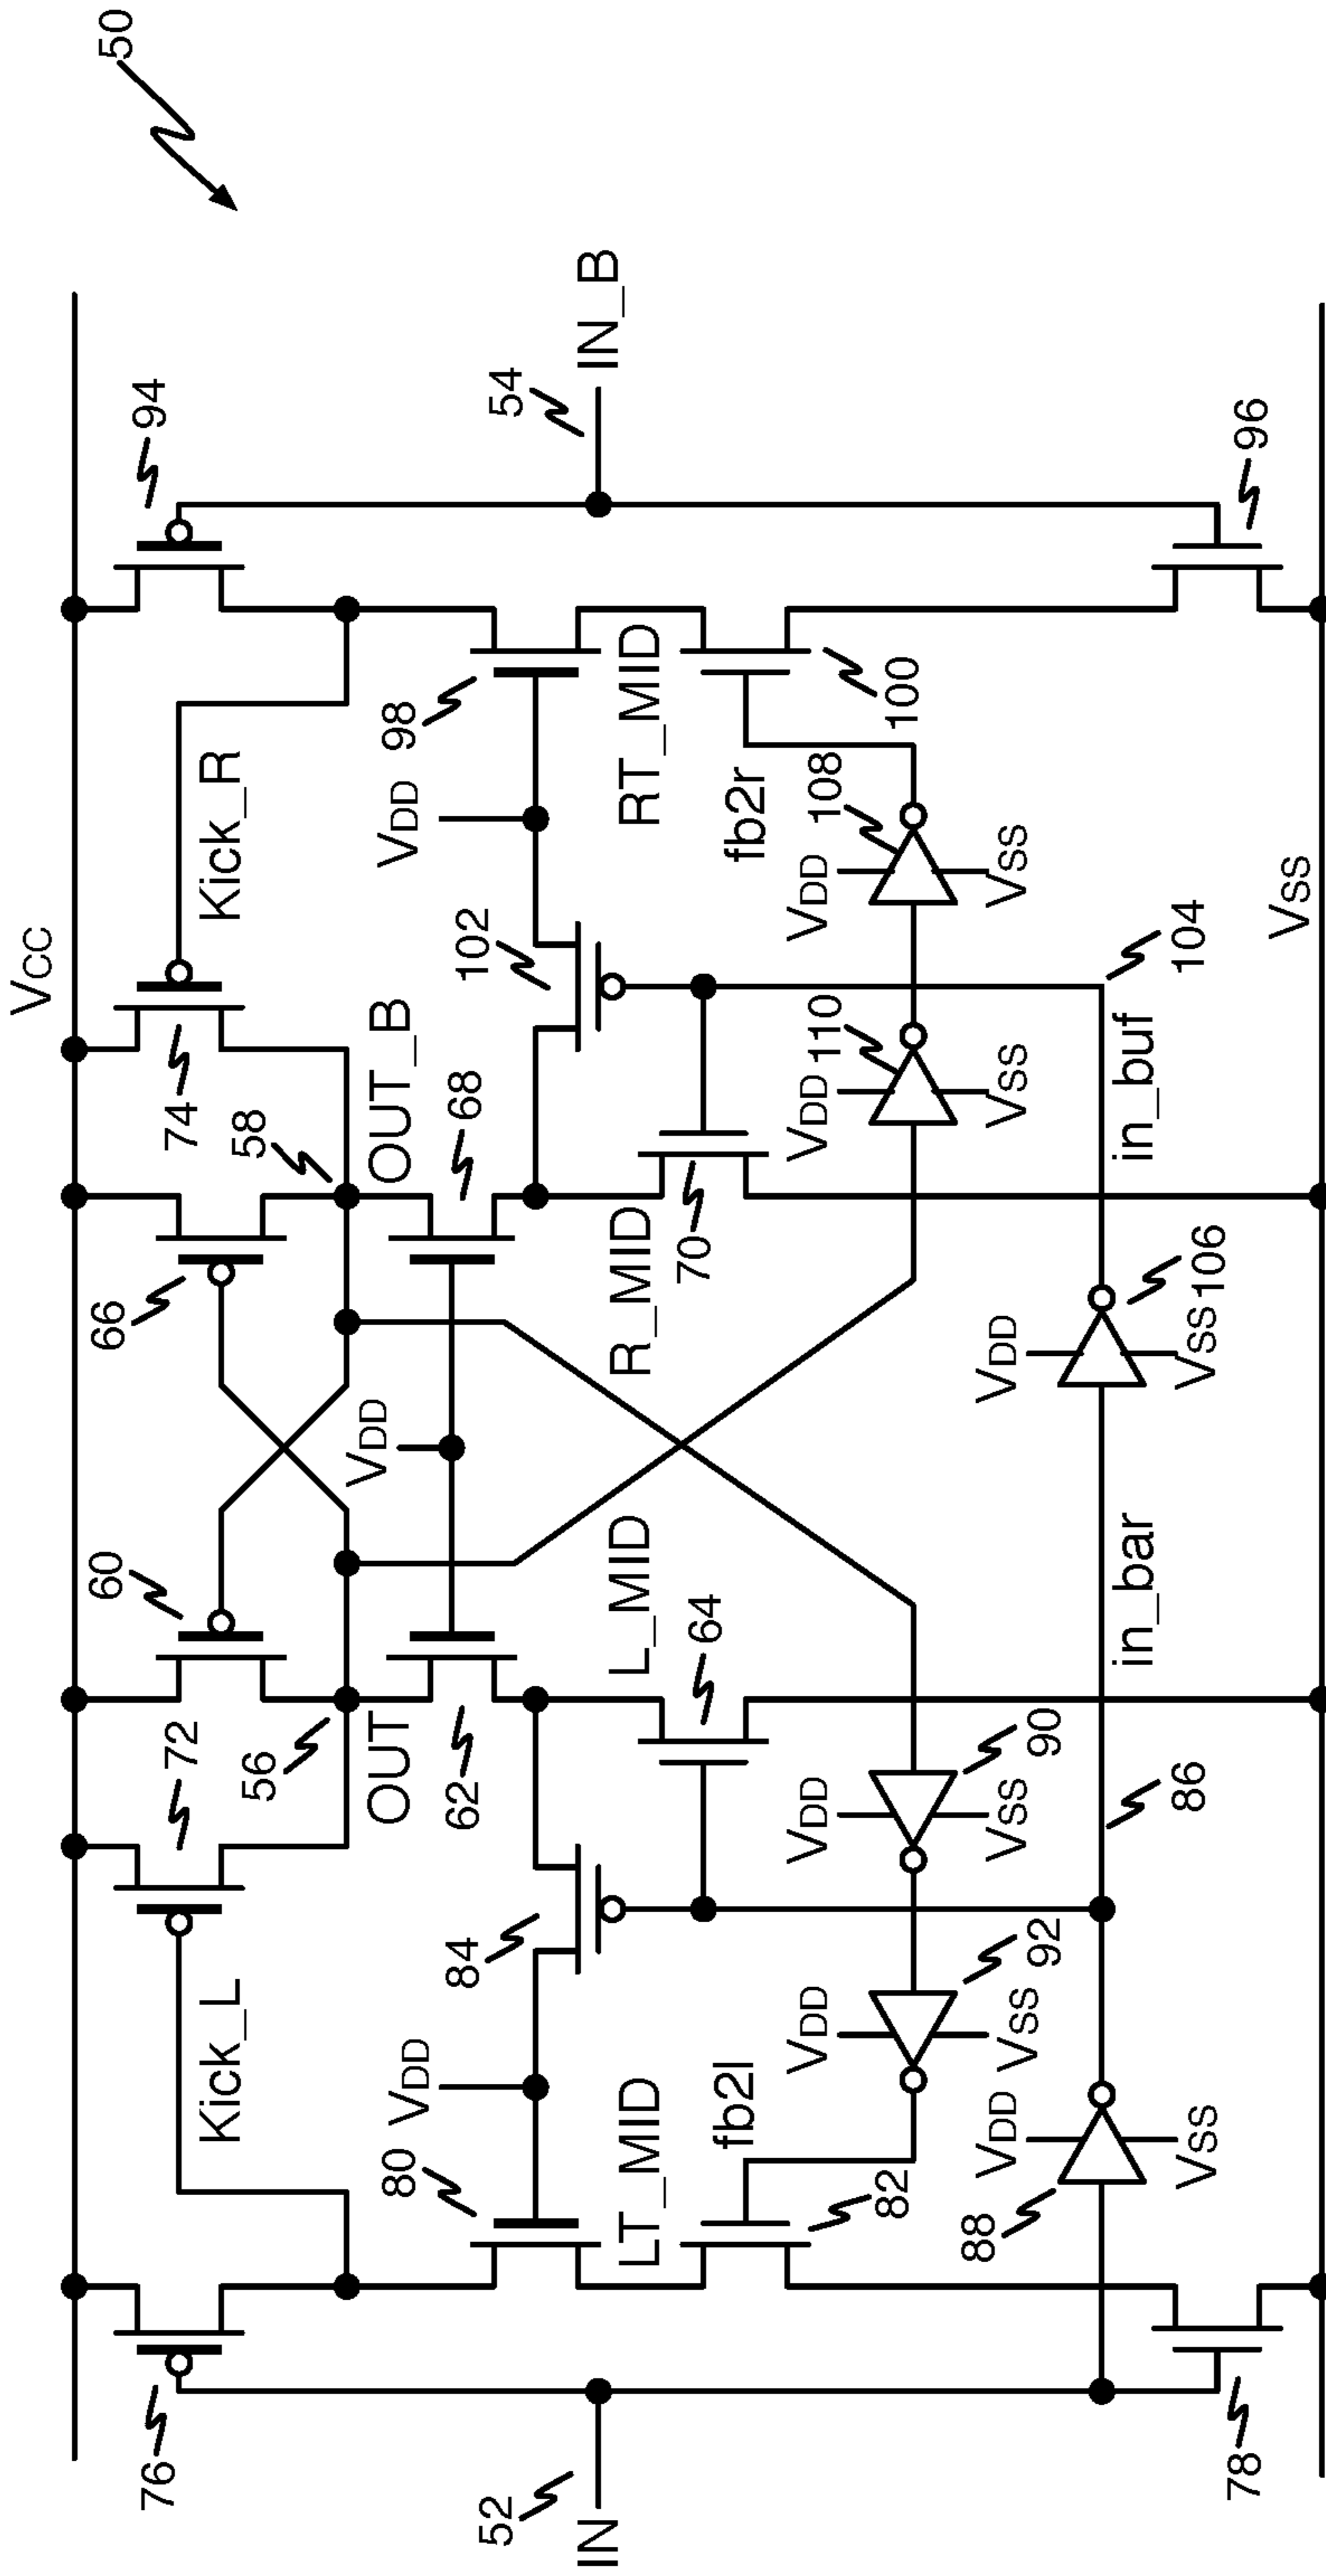 50
VCC
60
66
76
72
74
94
Kick_L
Kick_R
56
58
VDD
OUT
OUT_B
80
VDD
VDD
98
62
68
84
102
52
54
IN
IN_B
LT_MID
L_MID
R_MID
RT_MID
64
70
fb2l
fb2r
VDD
VDD
VDD
110
VDD
108
82
92
90
100
VSS
VSS
VSS
VSS
88
VDD
VDD
in_bar
in_buf
86
104
VSS
VSS
106
78
96
VSS